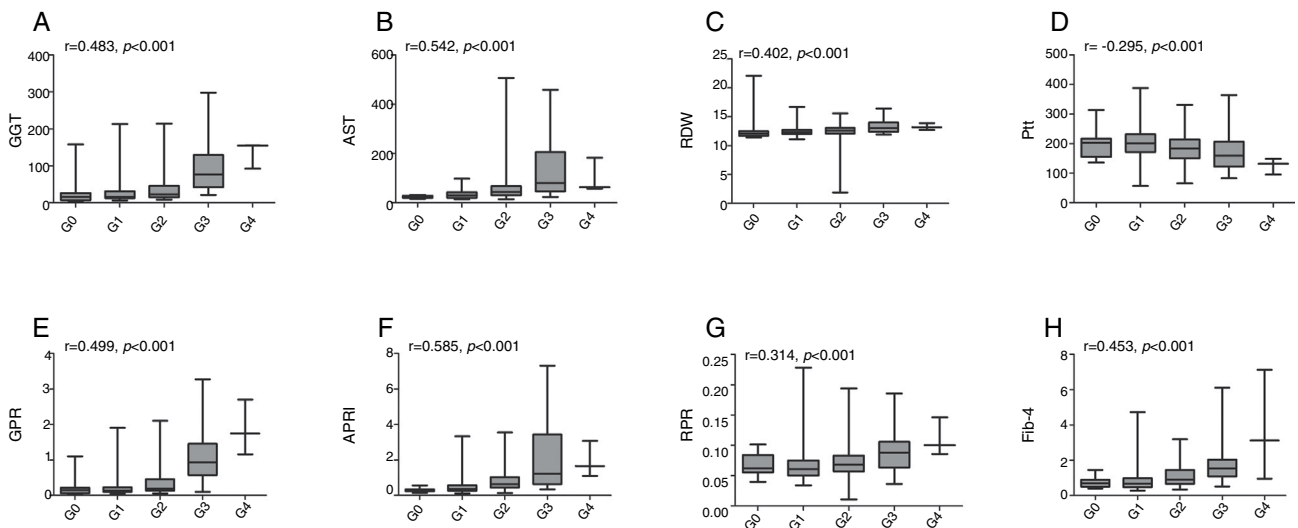 A
r=0.483, p<0.001
GGT
400
300
200
100
0
G0 G1 G2 G3 G4
B
r=0.542, p<0.001
AST
600
400
200
0
G0 G1 G2 G3 G4
C
r=0.402, p<0.001
RDW
25
20
15
10
5
0
G0 G1 G2 G3 G4
D
r= -0.295, p<0.001
Ptt
500
400
300
200
100
0
G0 G1 G2 G3 G4
E
r=0.499, p<0.001
GPR
4
3
2
1
0
G0 G1 G2 G3 G4
F
r=0.585, p<0.001
APRI
8
6
4
2
0
G0 G1 G2 G3 G4
G
r=0.314, p<0.001
RPR
0.25
0.20
0.15
0.10
0.05
0.00
G0 G1 G2 G3 G4
H
r=0.453, p<0.001
Fib-4
8
6
4
2
0
G0 G1 G2 G3 G4